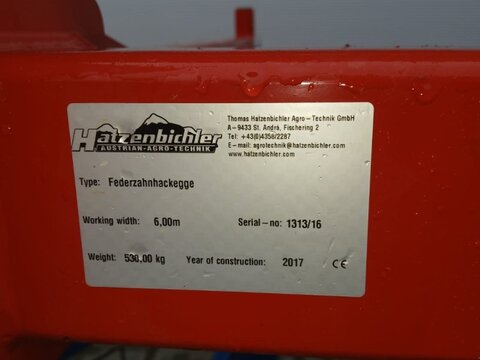 Hatzenbichler
AUSTRIAN-AGRO-TECHNIK
Thomas Hatzenbichler Agro-Technik GmbH
A-9433 St. Andrä, Fischering 2
Tel: +43(0)4358/2287
E-mail: agrotechnik@hatzenbichler.com
www.hatzenbichler.com
Type: Federzahnhackegge
Working width: 6,00m Serial-no: 1313/16
Weight: 530,00 kg Year of construction: 2017 CE